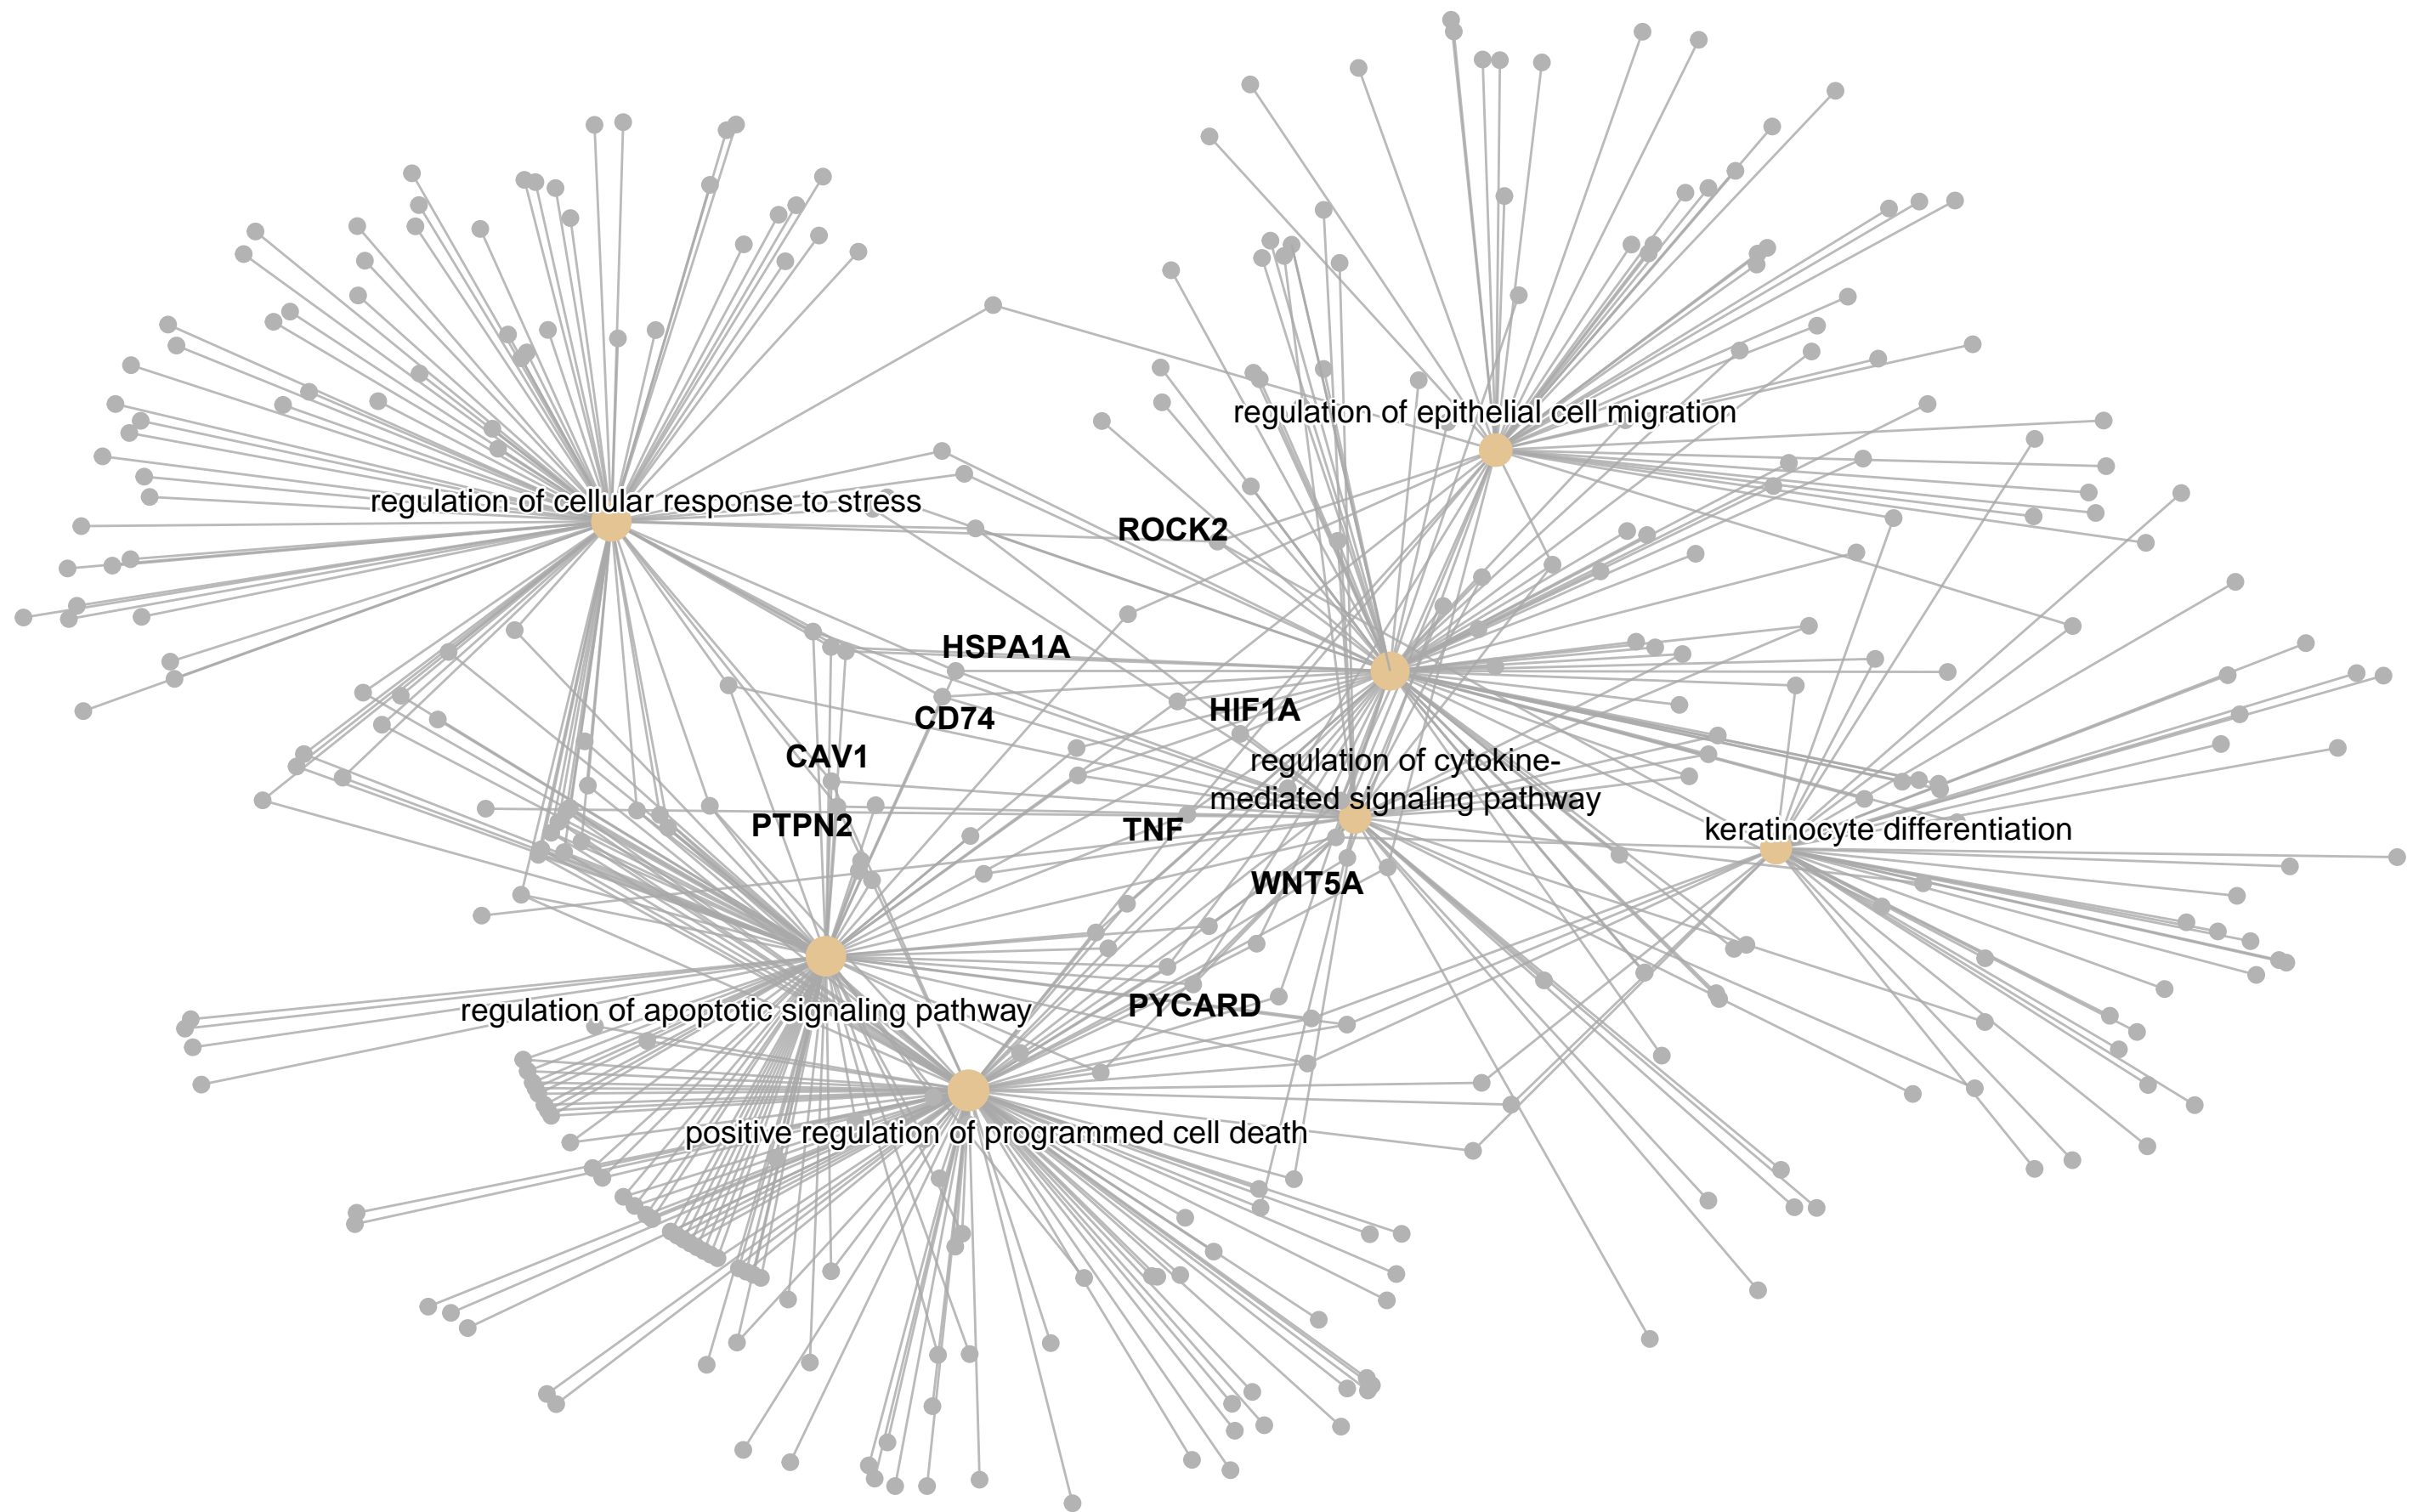 regulation of epithelial cell migration
regulation of cellular response to stress
ROCK2
HSPA1A
HIF1A
CD74
CAV1
regulation of cytokine-
mediated signaling pathway
PTPN2
TNF
keratinocyte differentiation
WNT5A
PYCARD
regulation of apoptotic signaling pathway
positive regulation of programmed cell death